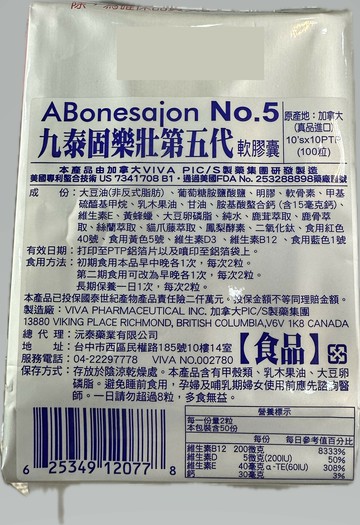 ABonesajon No.5
九泰固樂壯第五代 軟膠囊
原產地：加拿大
(真品進口)
10'sx10PTP
(100粒)
本產品由加拿大VIVA PIC/S製藥集團研發製造
美國專利螯合技術 US 7341708 B1，通過美國FDA No. 253288898藥廠評鑑
成　份：大豆油(非反式脂肪)、葡萄糖胺鹽酸鹽、明膠、軟骨素、甲基
硫醯基甲烷、乳木果油、甘油、胺基酸螯合鈣 (含15毫克鈣)、
維生素E、黃蜂蠟、大豆卵磷脂、純水、鹿茸萃取、鹿骨萃
取、絲蘭萃取、貓爪藤萃取、鳳梨酵素、二氧化鈦、食用紅色
40號、食用黃色5號、維生素D3、維生素B12、食用藍色1號
有效日期：打印至PTP鋁箔片以及噴印至鋁箔袋上。
食用方法：初期食用本品早中晚各1次，每次2粒。
第二期食用可改為早晚各1次，每次2粒；
長期保養一日1次，每次2粒。
本產品已投保國泰世紀產物產品責任險二仟萬元。投保金額不等同理賠金額。
製造廠：VIVA PHARMACEUTICAL INC. 加拿大PIC/S製藥集團
13880 VIKING PLACE RICHMOND, BRITISH COLUMBIA,V6V 1K8 CANADA
總代理：沅泰藥業有限公司
地　址：台中市西區民權路185號10樓14室
服務電話：04-22297778　VIVA NO.002780
【食品】
保存方式：存放於陰涼乾燥處。本產品含有甲殼類、乳木果油、大豆卵
磷脂。避免睡前食用，孕婦及哺乳期婦女使用前應先諮詢醫
師。一日請勿超過8粒，多食無益。
6 25349 12077 8
營養標示
每一份量2粒
本包裝含50份
每份　每日參考值百分比
維生素B12　200微克　8333%
維生素D　5微克(200IU)　50%
維生素E　40毫克 α-TE(60IU)　308%
鈣　30毫克　3%